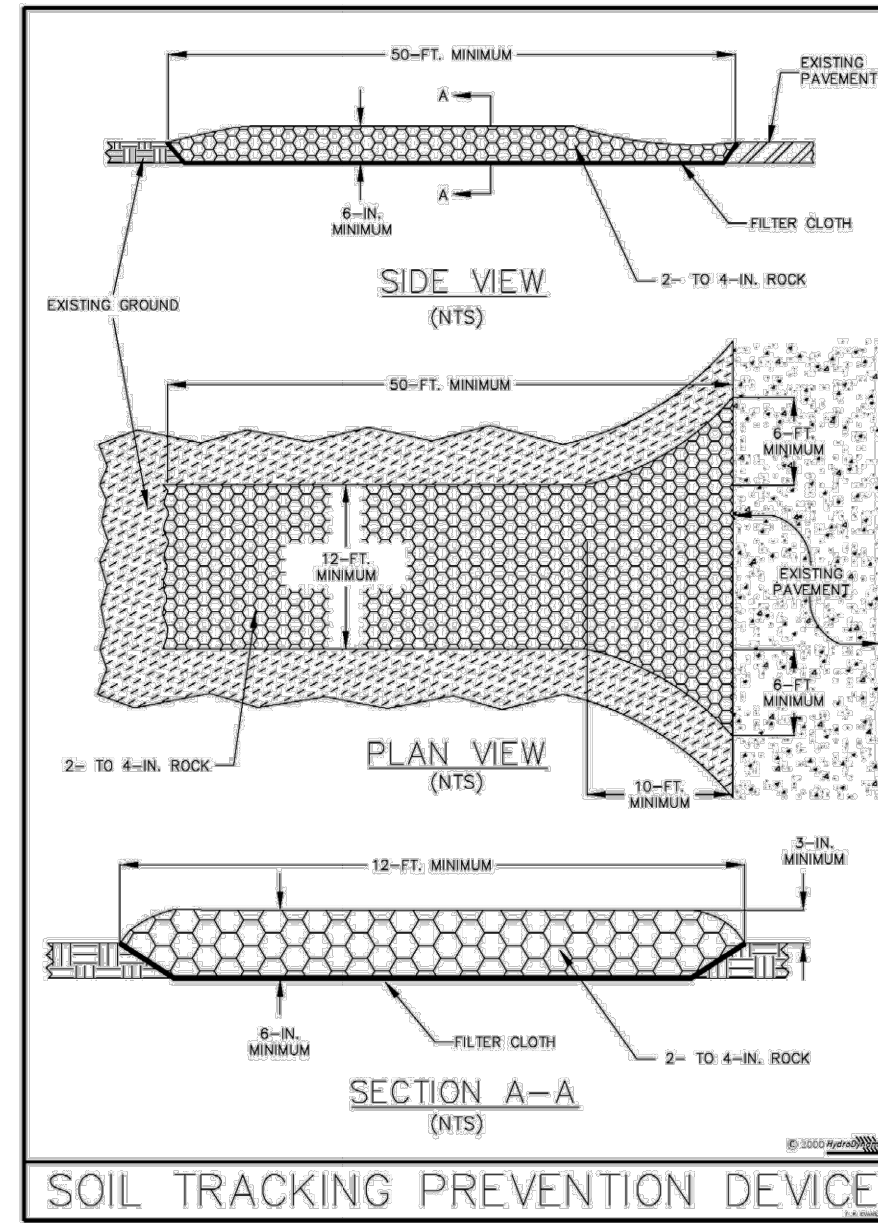 50-FT. MINIMUM
EXISTING
PAVEMENT
A
A
6-IN.
MINIMUM
FILTER CLOTH
2- TO 4-IN. ROCK
SIDE VIEW
(NTS)
EXISTING GROUND
50-FT. MINIMUM
6-FT.
MINIMUM
12-FT.
MINIMUM
EXISTING
PAVEMENT
6-FT.
MINIMUM
2- TO 4-IN. ROCK
PLAN VIEW
(NTS)
10-FT.
MINIMUM
3-IN.
MINIMUM
12-FT. MINIMUM
6-IN.
MINIMUM
FILTER CLOTH
2- TO 4-IN. ROCK
SECTION A-A
(NTS)
© 2000
SOIL TRACKING PREVENTION DEVICE